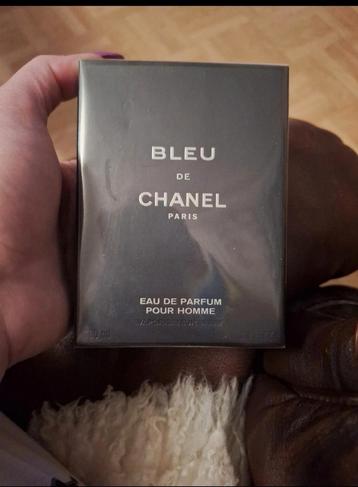 BLEU
DE
CHANEL
PARIS
EAU DE PARFUM
POUR HOMME